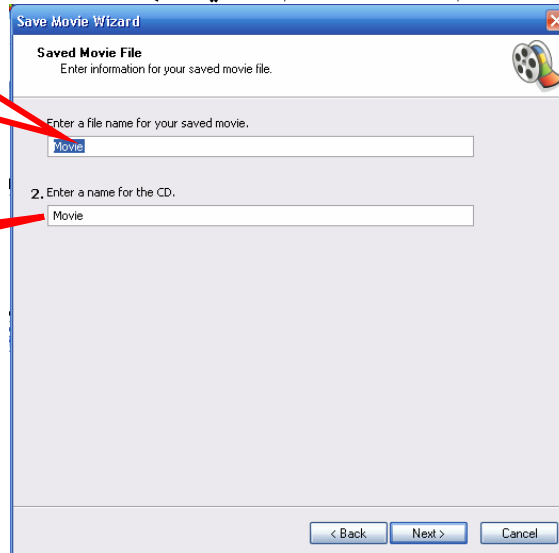 Save Movie Wizard
Saved Movie File
Enter information for your saved movie file.
Enter a file name for your saved movie.
Movie
2. Enter a name for the CD.
Movie
< Back
Next >
Cancel